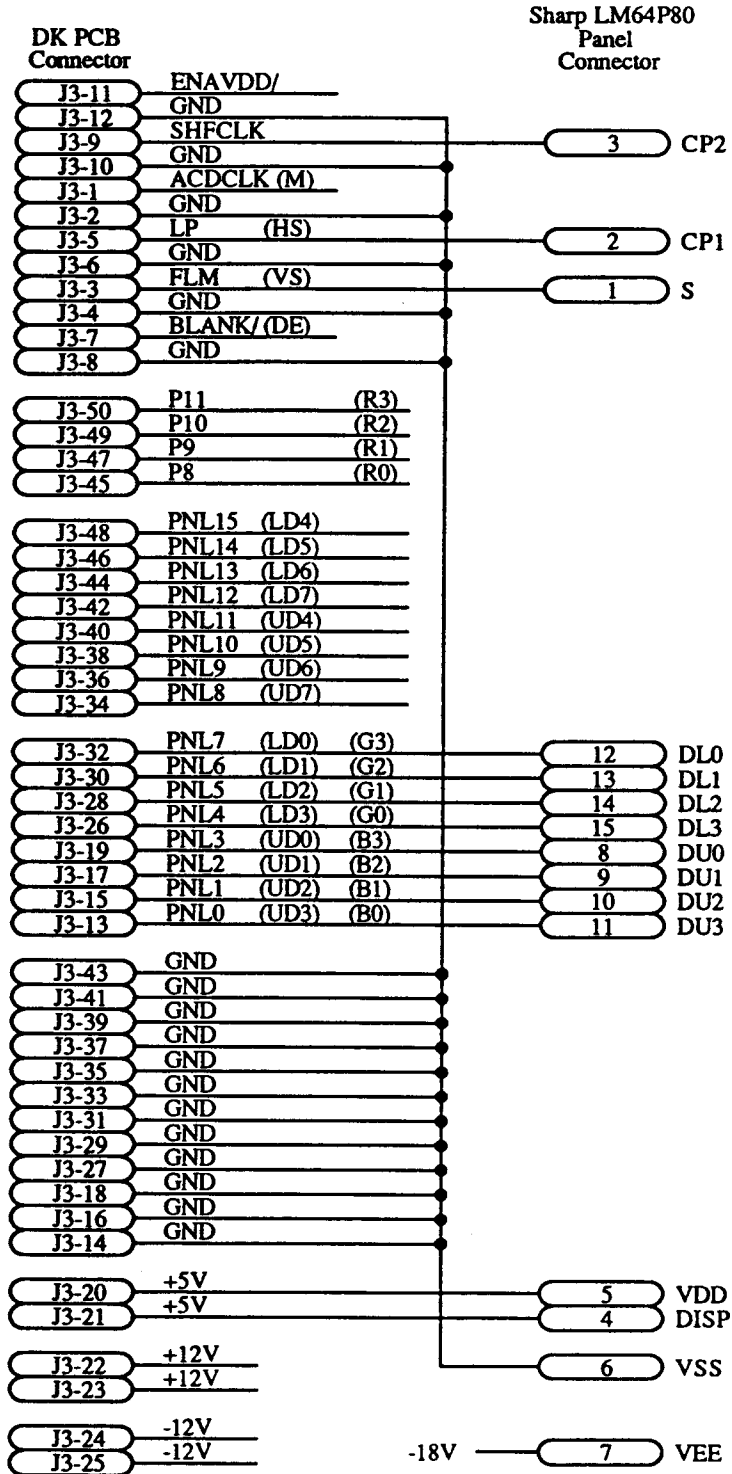 DK PCB
Connector
Sharp LM64P80
Panel
Connector
J3-11 ENAVDD/
J3-12 GND
J3-9 SHFCLK 3 CP2
J3-10 GND
J3-1 ACDCLK (M)
J3-2 GND
J3-5 LP (HS) 2 CP1
J3-6 GND
J3-3 FLM (VS) 1 S
J3-4 GND
J3-7 BLANK/ (DE)
J3-8 GND
J3-50 P11 (R3)
J3-49 P10 (R2)
J3-47 P9 (R1)
J3-45 P8 (R0)
J3-48 PNL15 (LD4)
J3-46 PNL14 (LD5)
J3-44 PNL13 (LD6)
J3-42 PNL12 (LD7)
J3-40 PNL11 (UD4)
J3-38 PNL10 (UD5)
J3-36 PNL9 (UD6)
J3-34 PNL8 (UD7)
J3-32 PNL7 (LD0) (G3) 12 DL0
J3-30 PNL6 (LD1) (G2) 13 DL1
J3-28 PNL5 (LD2) (G1) 14 DL2
J3-26 PNL4 (LD3) (G0) 15 DL3
J3-19 PNL3 (UD0) (B3) 8 DU0
J3-17 PNL2 (UD1) (B2) 9 DU1
J3-15 PNL1 (UD2) (B1) 10 DU2
J3-13 PNL0 (UD3) (B0) 11 DU3
J3-43 GND
J3-41 GND
J3-39 GND
J3-37 GND
J3-35 GND
J3-33 GND
J3-31 GND
J3-29 GND
J3-27 GND
J3-18 GND
J3-16 GND
J3-14 GND
J3-20 +5V 5 VDD
J3-21 +5V 4 DISP
J3-22 +12V 6 VSS
J3-23 +12V
J3-24 -12V
J3-25 -12V -18V 7 VEE